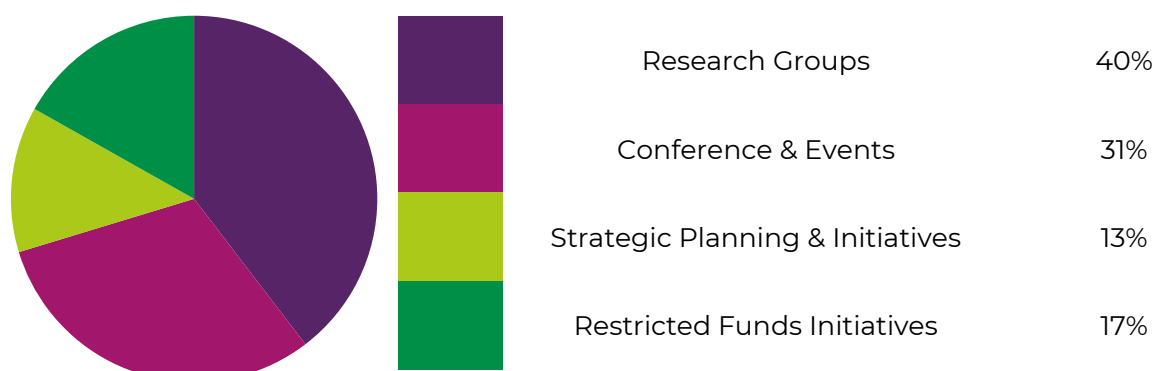 Research Groups 40%
Conference & Events 31%
Strategic Planning & Initiatives 13%
Restricted Funds Initiatives 17%